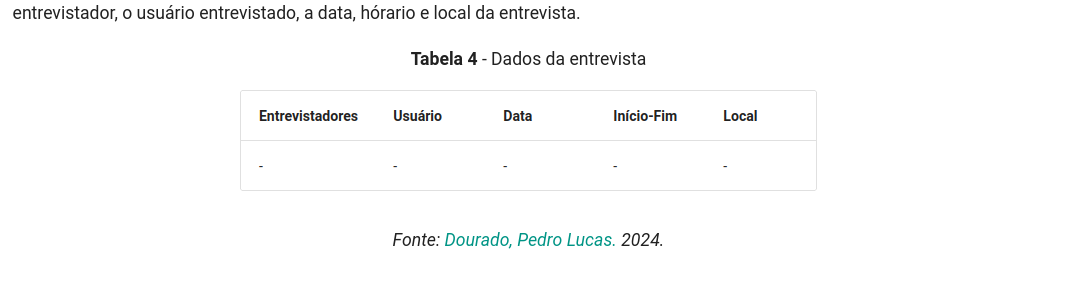 entrevistador, o usuário entrevistado, a data, hórario e local da entrevista.
Tabela 4 - Dados da entrevista
Entrevistadores Usuário Data Início-Fim Local
- - - - -
Fonte: Dourado, Pedro Lucas. 2024.